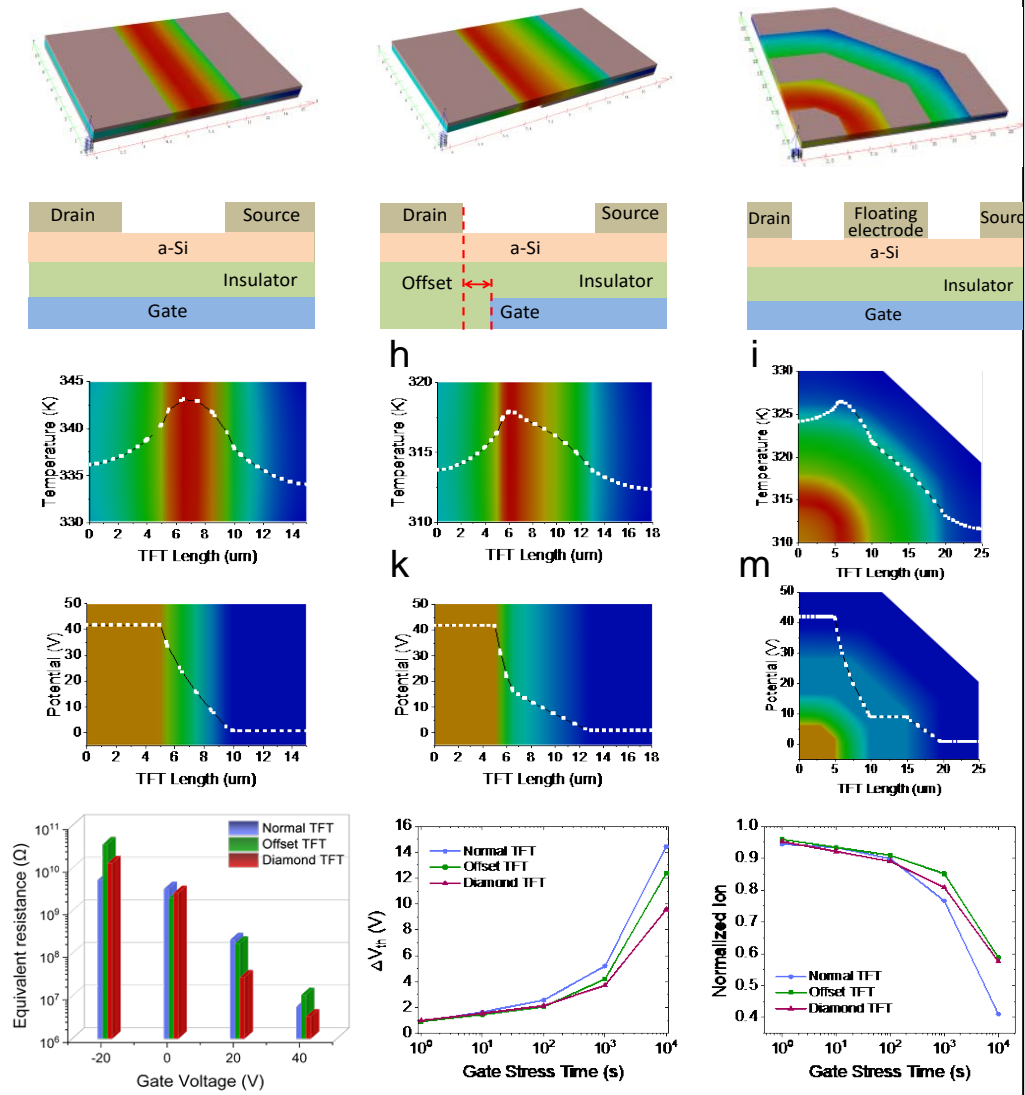 Drain
Source
a-Si
Insulator
Gate
Drain
Source
a-Si
Offset
Insulator
Gate
Drain
Floating
electrode
Sourc
a-Si
Insulator
Gate
h
i
345
340
335
330
Temperature (K)
0 2 4 6 8 10 12 14
TFT Length (um)
320
315
310
Temperature (K)
0 2 4 6 8 10 12 14 16 18
TFT Length (um)
330
325
320
315
310
Temperature (K)
0 5 10 15 20 25
TFT Length (um)
k
m
50
40
30
20
10
0
Potential (V)
0 2 4 6 8 10 12 14
TFT Length (um)
50
40
30
20
10
0
Potential (V)
0 2 4 6 8 10 12 14 16 18
TFT Length (um)
50
40
30
20
10
0
Potential (V)
0 5 10 15 20 25
TFT Length (um)
Normal TFT
Offset TFT
Diamond TFT
10¹¹
10¹⁰
10⁹
10⁸
10⁷
10⁶
Equivalent resistance (Ω)
-20 0 20 40
Gate Voltage (V)
16
14
12
10
8
6
4
2
0
ΔVth (V)
Normal TFT
Offset TFT
Diamond TFT
10⁰ 10¹ 10² 10³ 10⁴
Gate Stress Time (s)
1.0
0.9
0.8
0.7
0.6
0.5
0.4
Normalized Ion
Normal TFT
Offset TFT
Diamond TFT
10⁰ 10¹ 10² 10³ 10⁴
Gate Stress Time (s)